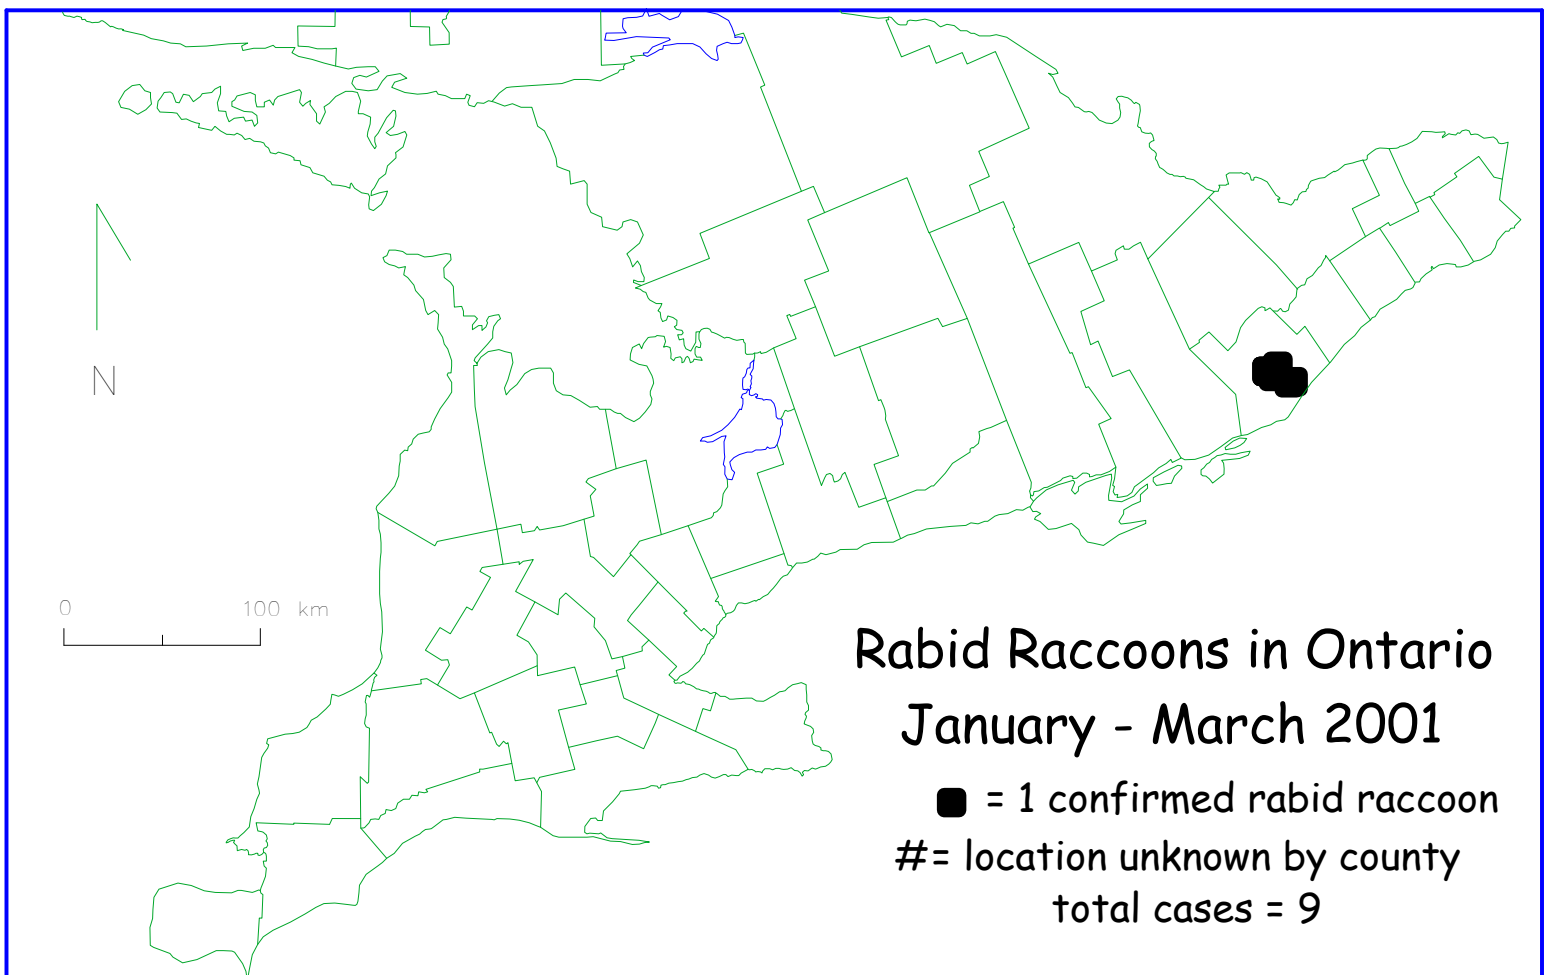 N
0 100 km
Rabid Raccoons in Ontario
January - March 2001
= 1 confirmed rabid raccoon
#= location unknown by county
total cases = 9